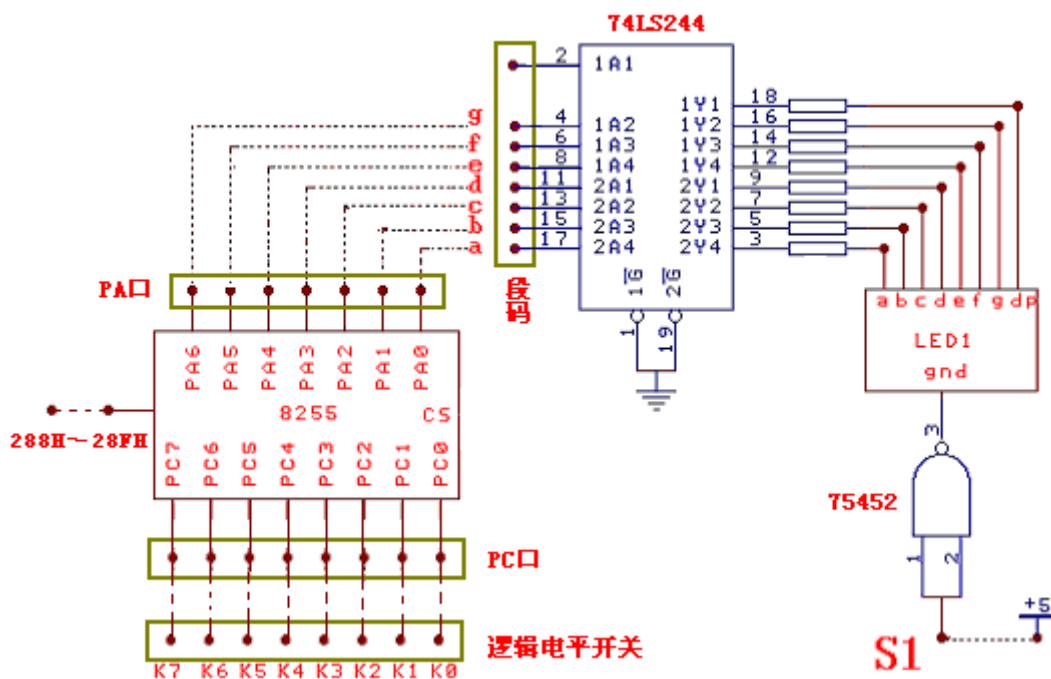 74LS244
2 1A1
g 4 1A2 1Y1 18
f 6 1A3 1Y2 16
e 8 1A4 1Y3 14
d 11 2A1 1Y4 12
c 13 2A2 2Y1 9
b 15 2A3 2Y2 7
a 17 2A4 2Y3 5
2Y4 3
1G 2G
1 19
段码
PA口
a b c d e f g dp
LED1
gnd
PA6 PA5 PA4 PA3 PA2 PA1 PA0
8255 CS
288H~28FH
PC7 PC6 PC5 PC4 PC3 PC2 PC1 PC0
3
75452
1 2
PC口
+5
S1
逻辑电平开关
K7 K6 K5 K4 K3 K2 K1 K0